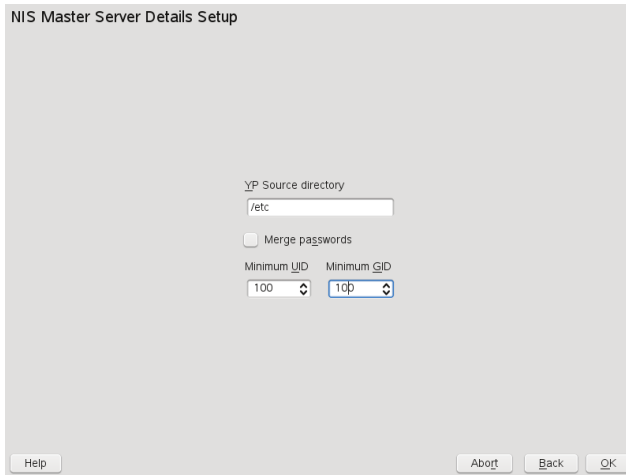 NIS Master Server Details Setup
YP Source directory
/etc
Merge passwords
Minimum UID Minimum GID
100 100
Help Abort Back OK